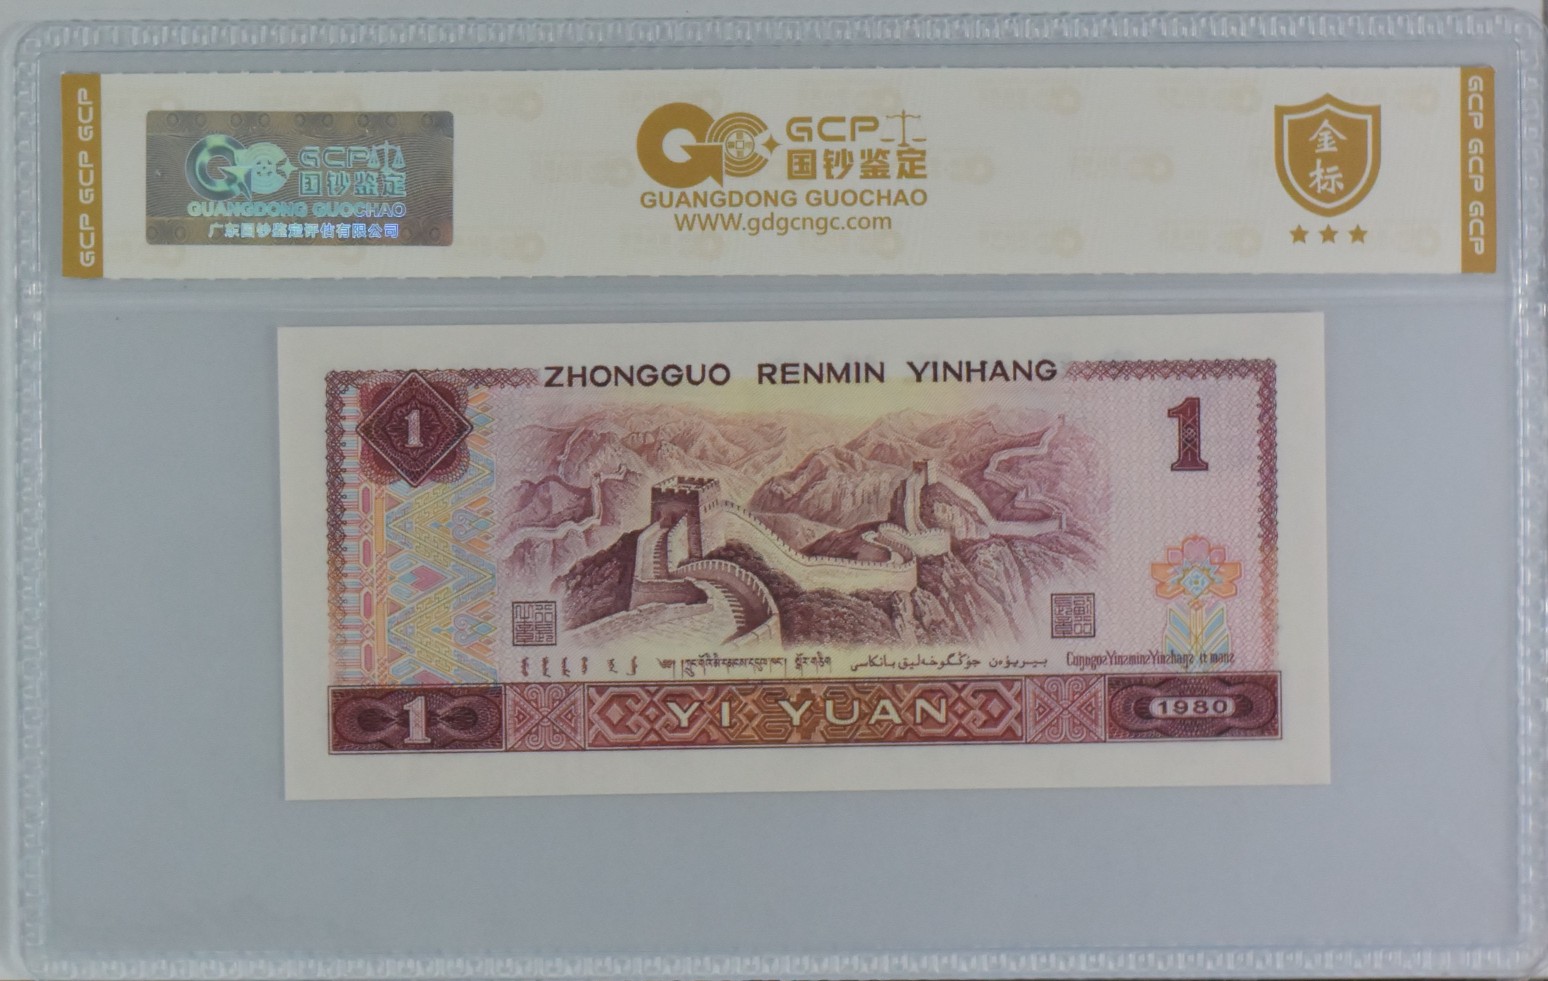 GCP GCP GCP
GCP
国钞鉴定
GUANGDONG GUOCHAO
广东国钞鉴定评估有限公司
GCP
国钞鉴定
GUANGDONG GUOCHAO
WWW.gdgcngc.com
金标
GCP GCP GCP
ZHONGGUO RENMIN YINHANG
1
1
YI YUAN
1
1980